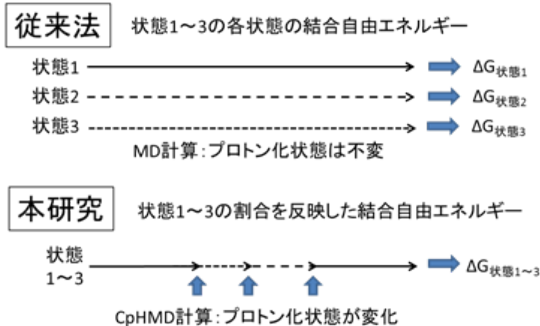 従来法
状態1～3の各状態の結合自由エネルギー
状態1
ΔG状態1
状態2
ΔG状態2
状態3
ΔG状態3
MD計算：プロトン化状態は不変
本研究
状態1～3の割合を反映した結合自由エネルギー
状態
1～3
ΔG状態1～3
CpHMD計算：プロトン化状態が変化